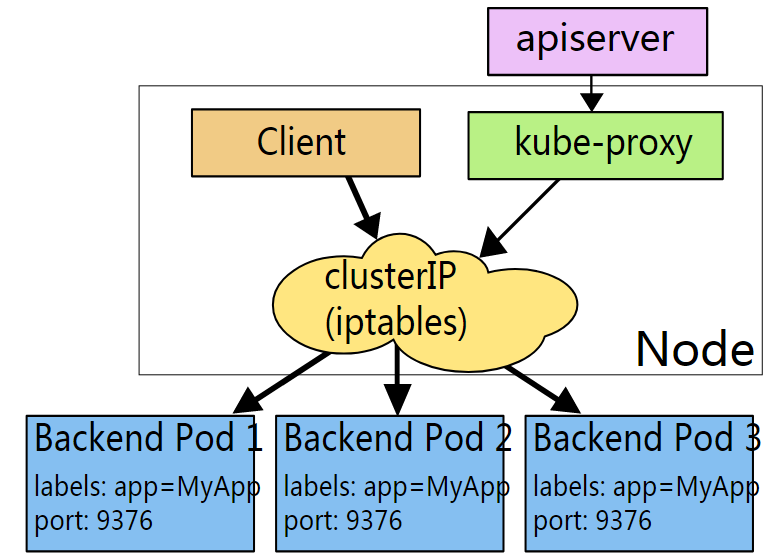 apiserver
Client
kube-proxy
clusterIP
(iptables)
Node
Backend Pod 1
labels: app=MyApp
port: 9376
Backend Pod 2
labels: app=MyApp
port: 9376
Backend Pod 3
labels: app=MyApp
port: 9376